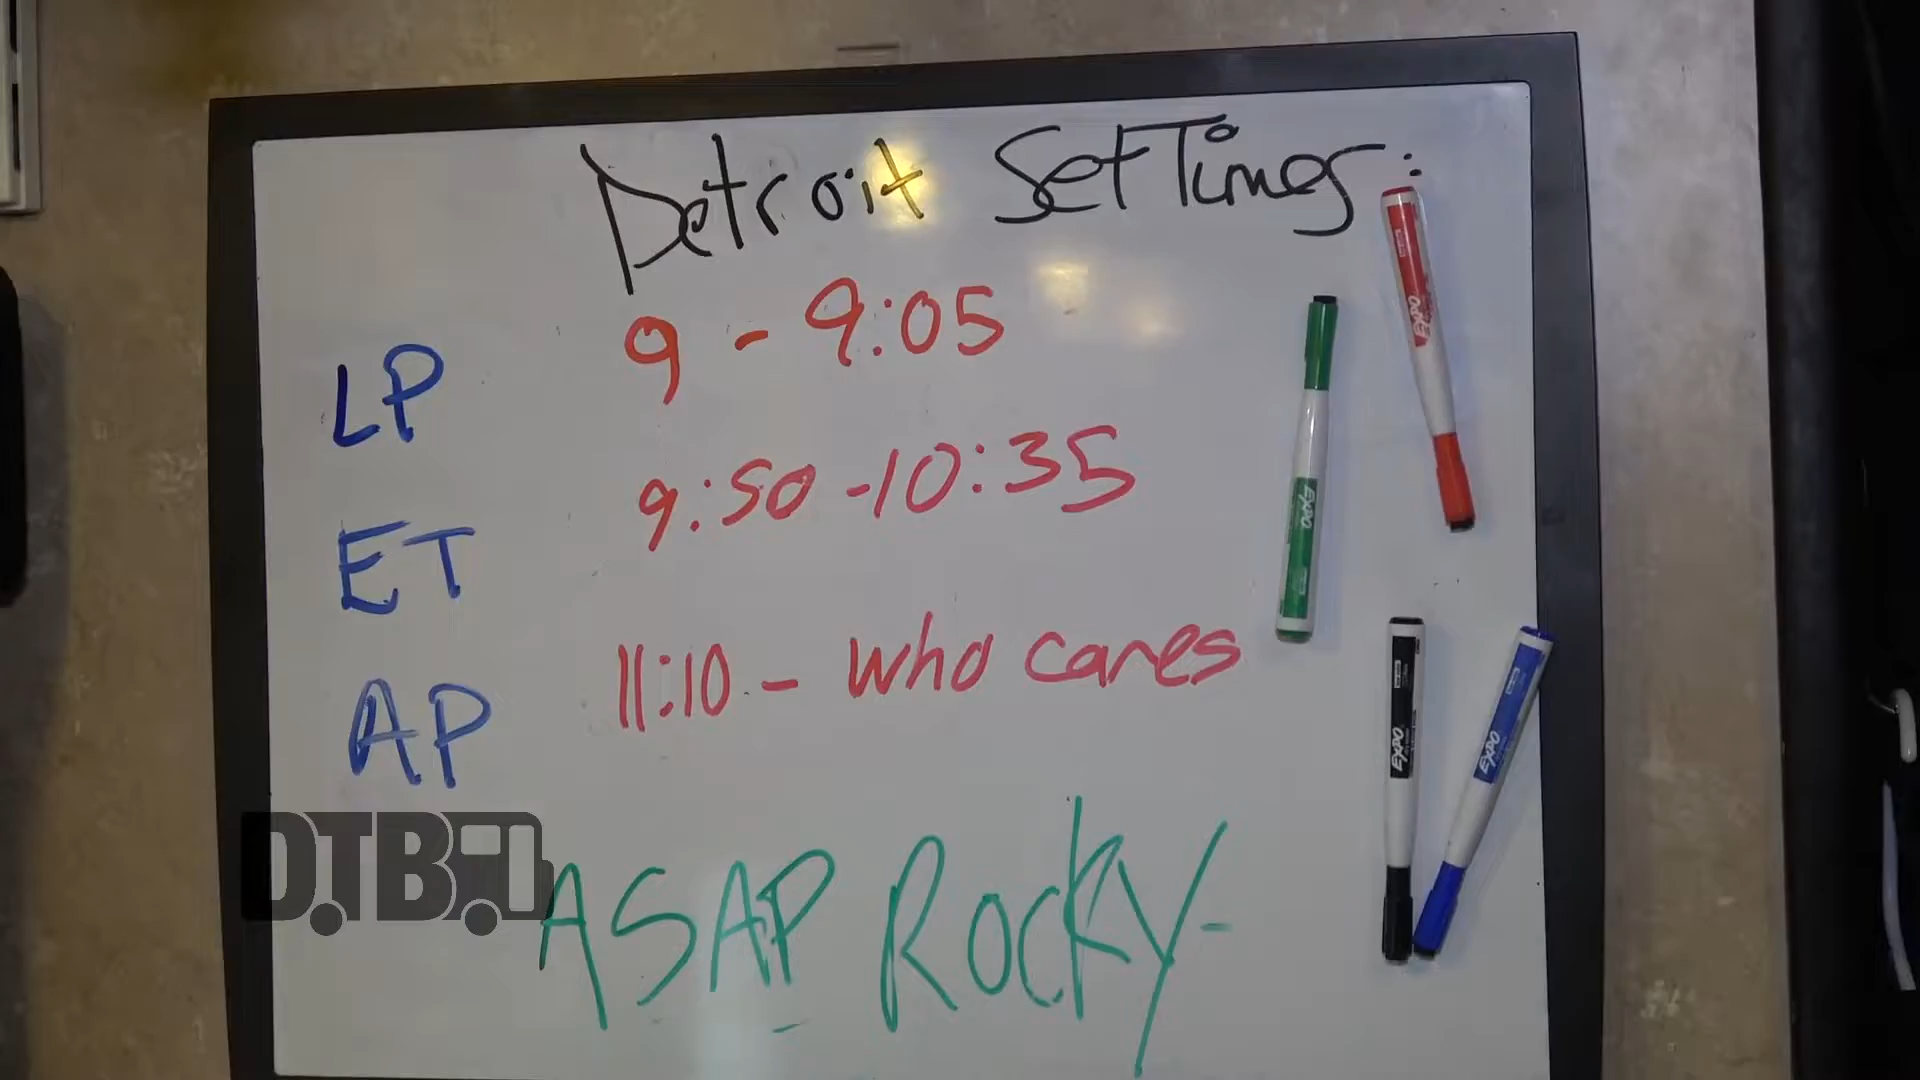 Detroit Set Times:
LP 9 - 9:05
ET 9:50 - 10:35
AP 11:10 - who cares
ASAP ROCKY -
DTB
EXPO
EXPO
EXPO
EXPO